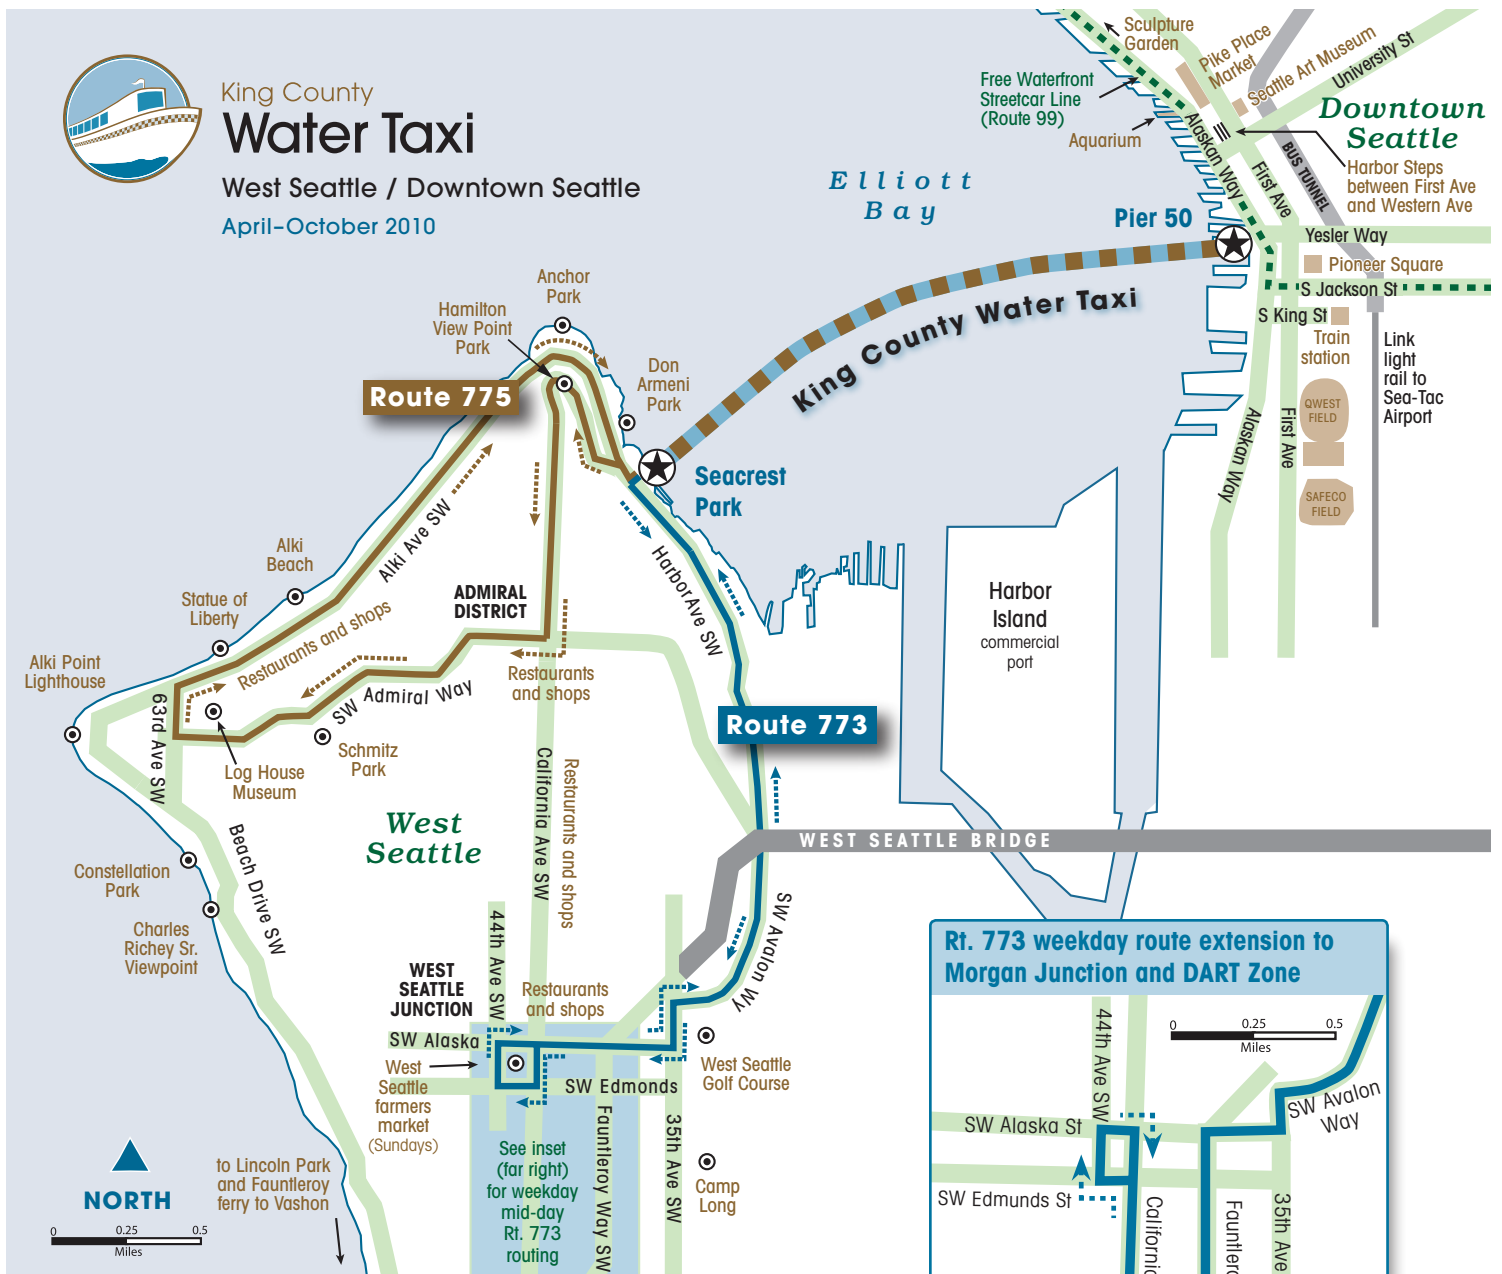 King County
Water Taxi
West Seattle / Downtown Seattle
April–October 2010
Sculpture
Garden
Pike Place
Market
Seattle Art Museum
University St
Free Waterfront
Streetcar Line
(Route 99)
Aquarium
Downtown
Seattle
Alaskan Way
First Ave
BUS TUNNEL
Harbor Steps
between First Ave
and Western Ave
Elliott
Bay
Pier 50
Yesler Way
Pioneer Square
S Jackson St
S King St
Train
station
Link
light
rail to
Sea-Tac
Airport
QWEST
FIELD
SAFECO
FIELD
Alaskan Way
First Ave
King County Water Taxi
Anchor
Park
Hamilton
View Point
Park
Don
Armeni
Park
Route 775
Seacrest
Park
Alki Ave SW
Harbor Ave SW
Alki
Beach
Statue of
Liberty
Alki Point
Lighthouse
ADMIRAL
DISTRICT
Restaurants and shops
Restaurants
and shops
SW Admiral Way
63rd Ave SW
Log House
Museum
Schmitz
Park
Harbor
Island
commercial
port
Route 773
California Ave SW
Restaurants and shops
West
Seattle
WEST SEATTLE BRIDGE
Beach Drive SW
Constellation
Park
Charles
Richey Sr.
Viewpoint
44th Ave SW
SW Avalon Wy
WEST
SEATTLE
JUNCTION
Restaurants
and shops
SW Alaska
West
Seattle
farmers
market
(Sundays)
SW Edmonds
West Seattle
Golf Course
Fauntleroy Way SW
35th Ave SW
Camp
Long
See inset
(far right)
for weekday
mid-day
Rt. 773
routing
to Lincoln Park
and Fauntleroy
ferry to Vashon
NORTH
0 0.25 0.5
Miles
Rt. 773 weekday route extension to
Morgan Junction and DART Zone
0 0.25 0.5
Miles
44th Ave SW
SW Avalon
Way
SW Alaska St
SW Edmunds St
California
Fauntlero
35th Ave